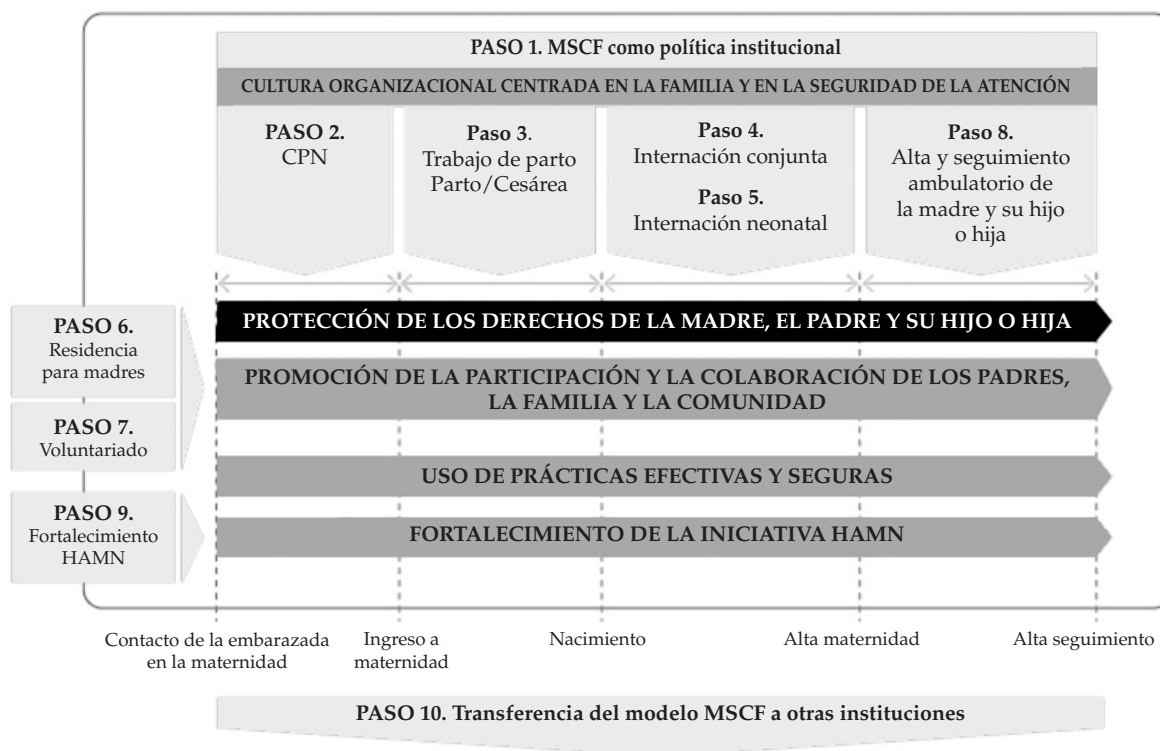 PASO 1. MSCF como política institucional
CULTURA ORGANIZACIONAL CENTRADA EN LA FAMILIA Y EN LA SEGURIDAD DE LA ATENCIÓN
PASO 2.
CPN
Paso 3.
Trabajo de parto
Parto/Cesárea
Paso 4.
Internación conjunta
Paso 5.
Internación neonatal
Paso 8.
Alta y seguimiento
ambulatorio de
la madre y su hijo
o hija
PASO 6.
Residencia
para madres
PASO 7.
Voluntariado
PASO 9.
Fortalecimiento
HAMN
PROTECCIÓN DE LOS DERECHOS DE LA MADRE, EL PADRE Y SU HIJO O HIJA
PROMOCIÓN DE LA PARTICIPACIÓN Y LA COLABORACIÓN DE LOS PADRES,
LA FAMILIA Y LA COMUNIDAD
USO DE PRÁCTICAS EFECTIVAS Y SEGURAS
FORTALECIMIENTO DE LA INICIATIVA HAMN
Contacto de la embarazada
en la maternidad
Ingreso a
maternidad
Nacimiento
Alta maternidad
Alta seguimiento
PASO 10. Transferencia del modelo MSCF a otras instituciones